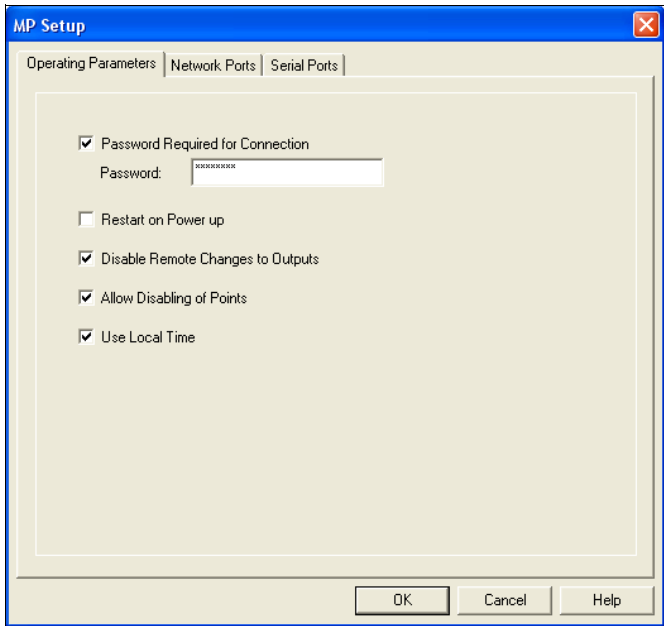 MP Setup
Operating Parameters Network Ports Serial Ports
Password Required for Connection
Password: ********
Restart on Power up
Disable Remote Changes to Outputs
Allow Disabling of Points
Use Local Time
OK Cancel Help